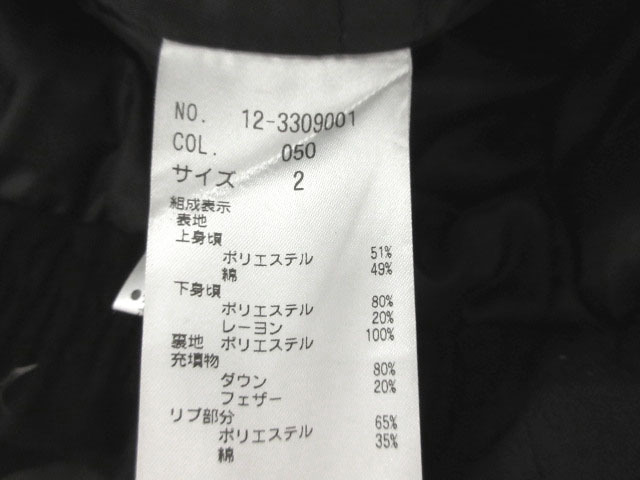 NO. 12-3309001
COL. 050
サイズ 2
組成表示
表地
上身頃
ポリエステル 51%
綿 49%
下身頃
ポリエステル 80%
レーヨン 20%
裏地 ポリエステル 100%
充填物
ダウン 80%
フェザー 20%
リブ部分
ポリエステル 65%
綿 35%